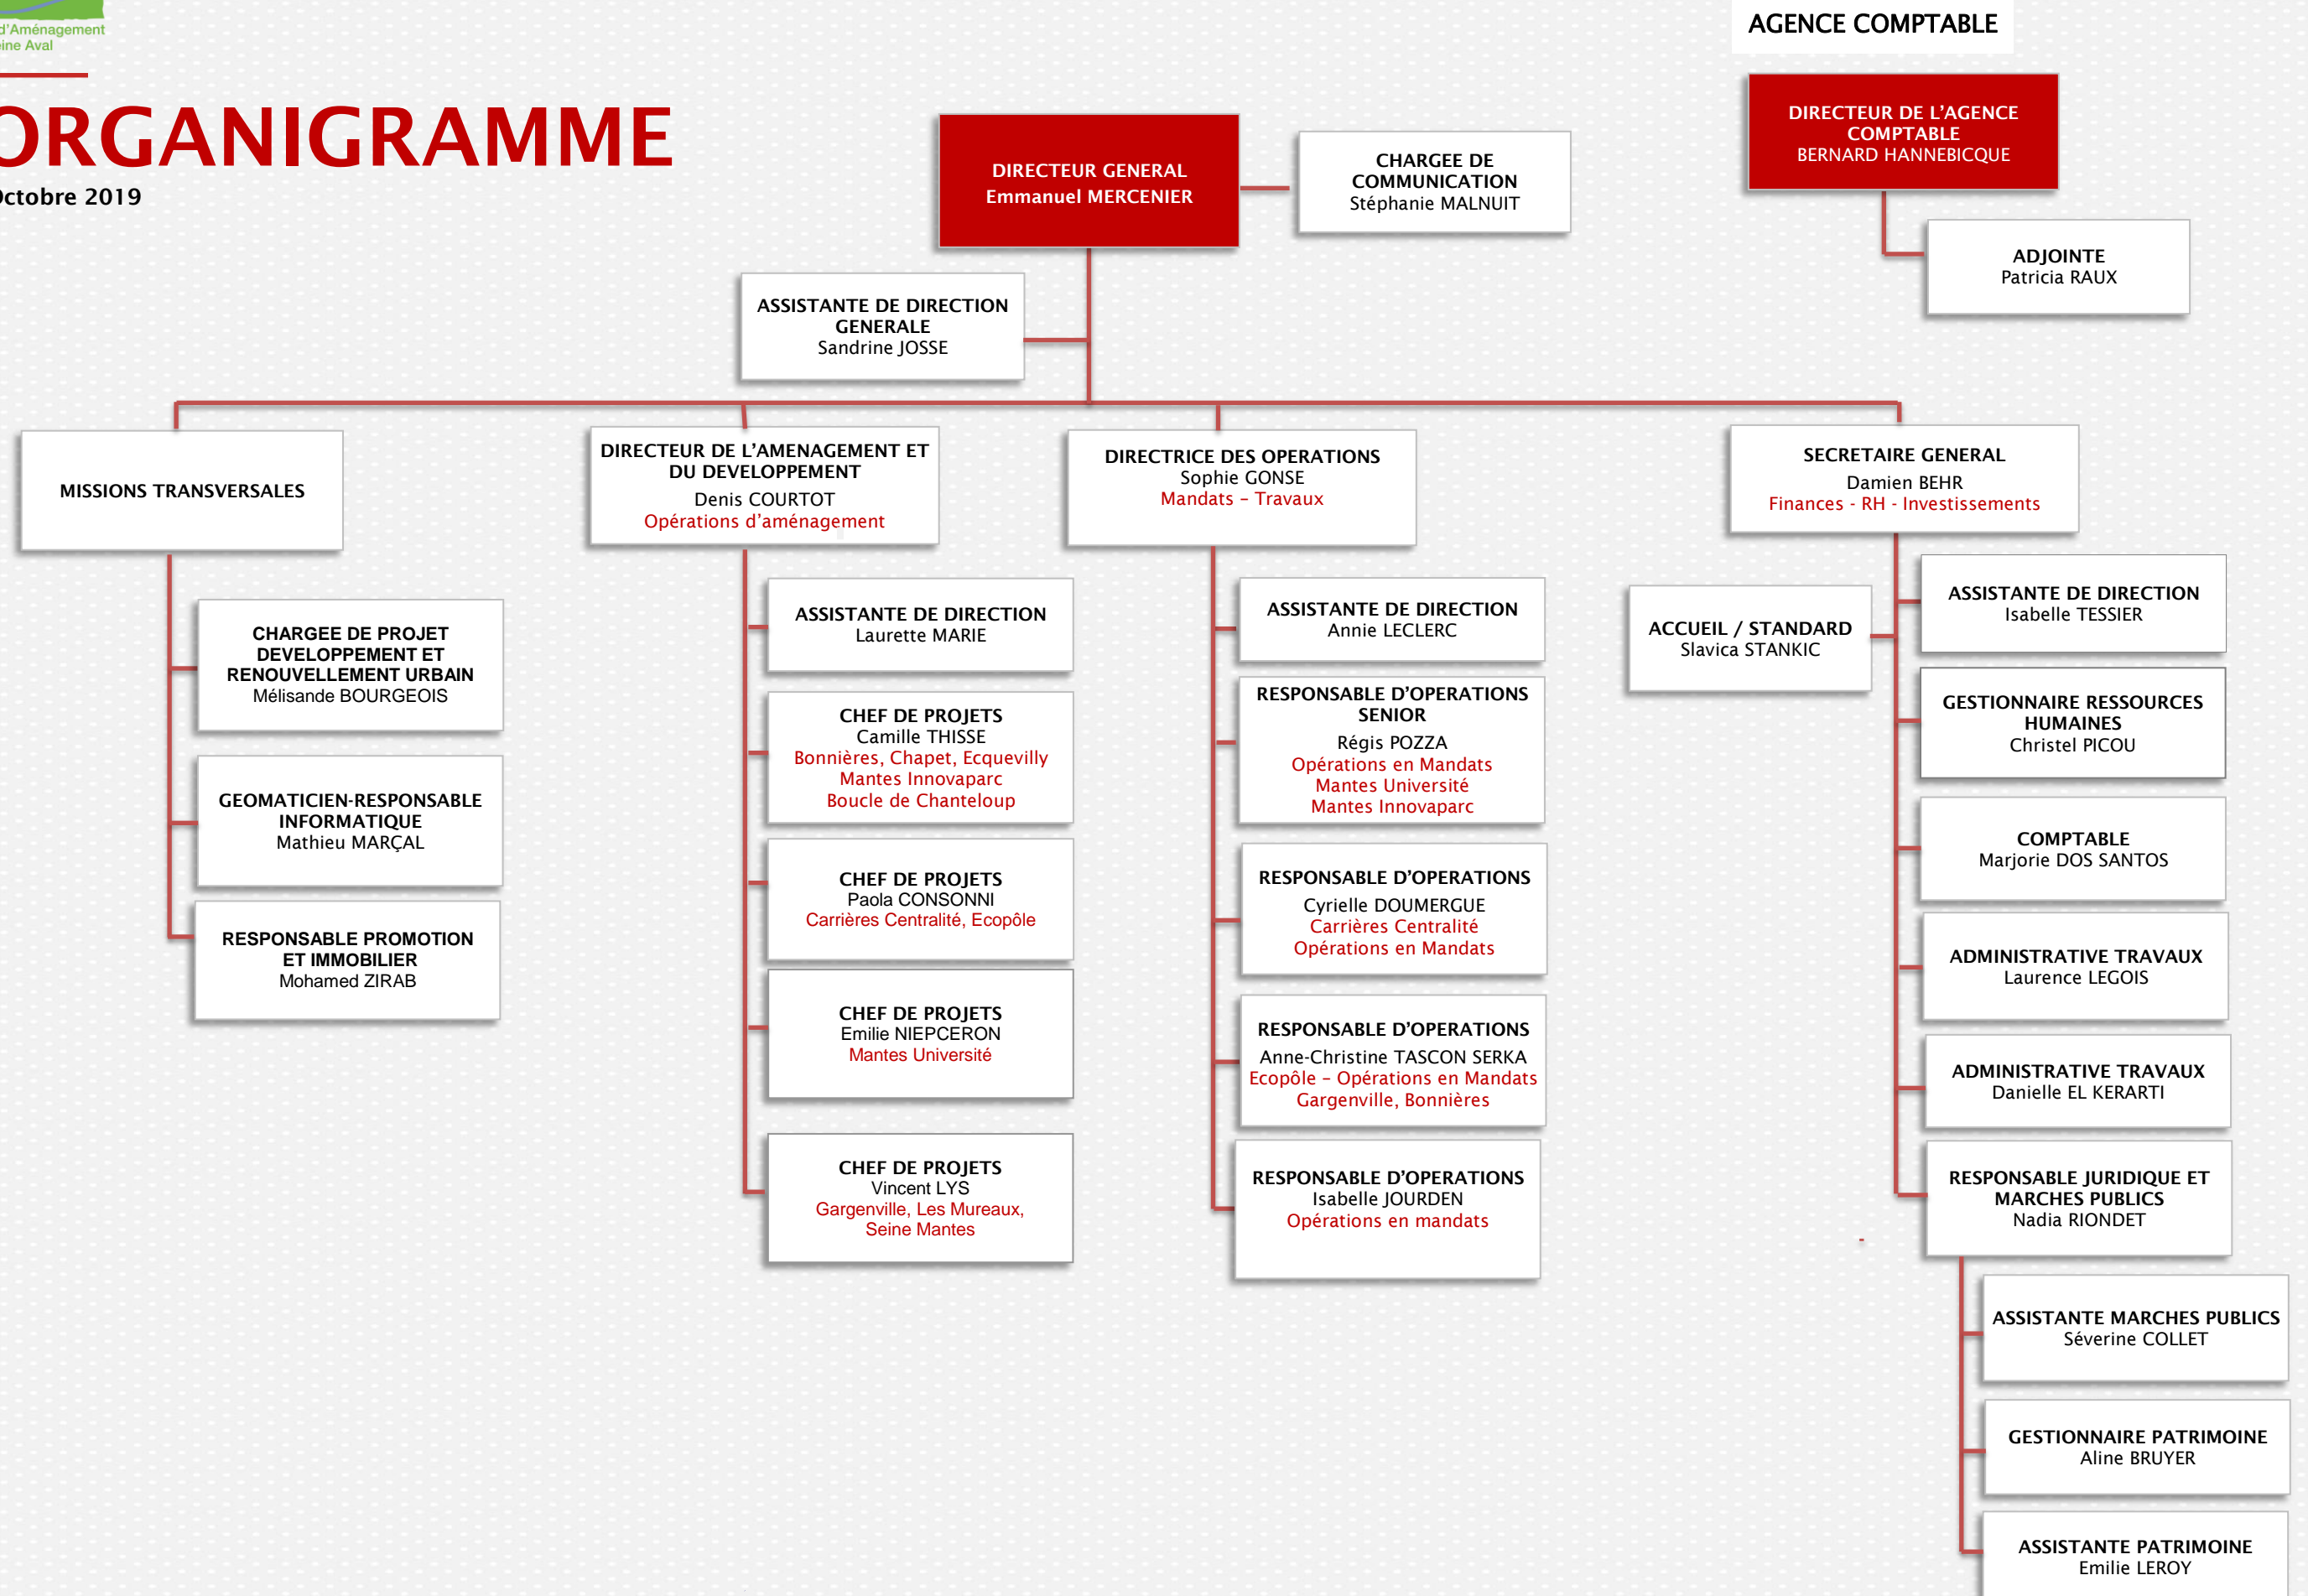 d'Aménagement
Aval
ORGANIGRAMME
Octobre 2019
AGENCE COMPTABLE
DIRECTEUR DE L'AGENCE
COMPTABLE
BERNARD HANNEBICQUE
ADJOINTE
Patricia RAUX
DIRECTEUR GENERAL
Emmanuel MERCENIER
CHARGEE DE
COMMUNICATION
Stéphanie MALNUIT
ASSISTANTE DE DIRECTION
GENERALE
Sandrine JOSSE
MISSIONS TRANSVERSALES
CHARGEE DE PROJET
DEVELOPPEMENT ET
RENOUVELLEMENT URBAIN
Mélisande BOURGEOIS
GEOMATICIEN-RESPONSABLE
INFORMATIQUE
Mathieu MARÇAL
RESPONSABLE PROMOTION
ET IMMOBILIER
Mohamed ZIRAB
DIRECTEUR DE L'AMENAGEMENT ET
DU DEVELOPPEMENT
Denis COURTOT
Opérations d'aménagement
ASSISTANTE DE DIRECTION
Laurette MARIE
CHEF DE PROJETS
Camille THISSE
Bonnières, Chapet, Ecquevilly
Mantes Innovaparc
Boucle de Chanteloup
CHEF DE PROJETS
Paola CONSONNI
Carrières Centralité, Ecopôle
CHEF DE PROJETS
Emilie NIEPCERON
Mantes Université
CHEF DE PROJETS
Vincent LYS
Gargenville, Les Mureaux,
Seine Mantes
DIRECTRICE DES OPERATIONS
Sophie GONSE
Mandats – Travaux
ASSISTANTE DE DIRECTION
Annie LECLERC
RESPONSABLE D'OPERATIONS
SENIOR
Régis POZZA
Opérations en Mandats
Mantes Université
Mantes Innovaparc
RESPONSABLE D'OPERATIONS
Cyrielle DOUMERGUE
Carrières Centralité
Opérations en Mandats
RESPONSABLE D'OPERATIONS
Anne-Christine TASCON SERKA
Ecopôle – Opérations en Mandats
Gargenville, Bonnières
RESPONSABLE D'OPERATIONS
Isabelle JOURDEN
Opérations en mandats
SECRETAIRE GENERAL
Damien BEHR
Finances - RH - Investissements
ACCUEIL / STANDARD
Slavica STANKIC
ASSISTANTE DE DIRECTION
Isabelle TESSIER
GESTIONNAIRE RESSOURCES
HUMAINES
Christel PICOU
COMPTABLE
Marjorie DOS SANTOS
ADMINISTRATIVE TRAVAUX
Laurence LEGOIS
ADMINISTRATIVE TRAVAUX
Danielle EL KERARTI
RESPONSABLE JURIDIQUE ET
MARCHES PUBLICS
Nadia RIONDET
-
ASSISTANTE MARCHES PUBLICS
Séverine COLLET
GESTIONNAIRE PATRIMOINE
Aline BRUYER
ASSISTANTE PATRIMOINE
Emilie LEROY